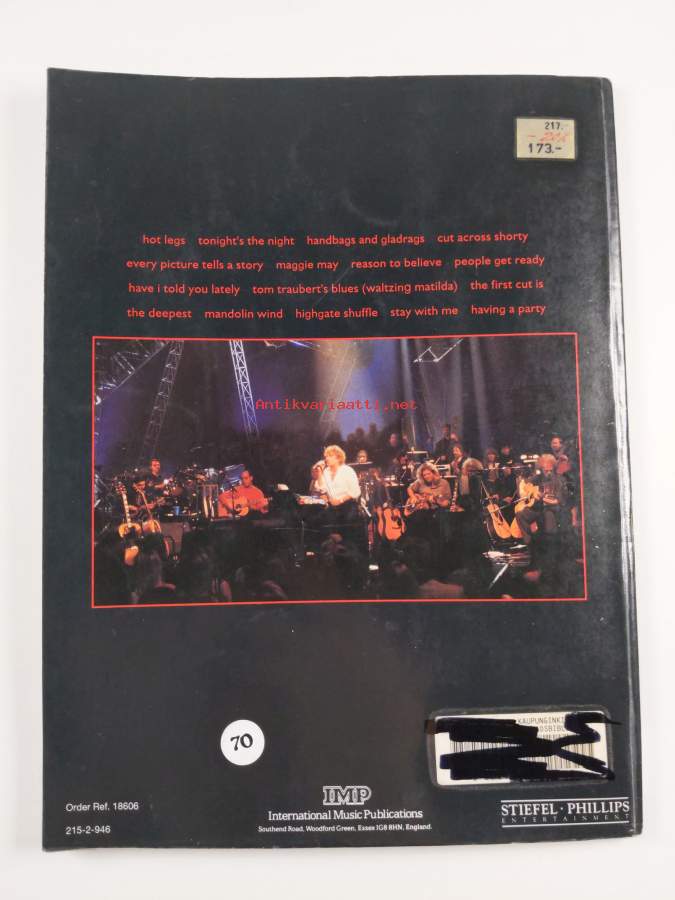 217.-
173.-
hot legs tonight's the night handbags and gladrags cut across shorty
every picture tells a story maggie may reason to believe people get ready
have i told you lately tom traubert's blues (waltzing matilda) the first cut is
the deepest mandolin wind highgate shuffle stay with me having a party
Antikvariaatti.net
70
Order Ref. 18606
215-2-946
IMP
International Music Publications
Southend Road, Woodford Green, Essex IG8 8HN, England.
STIEFEL · PHILLIPS
ENTERTAINMENT